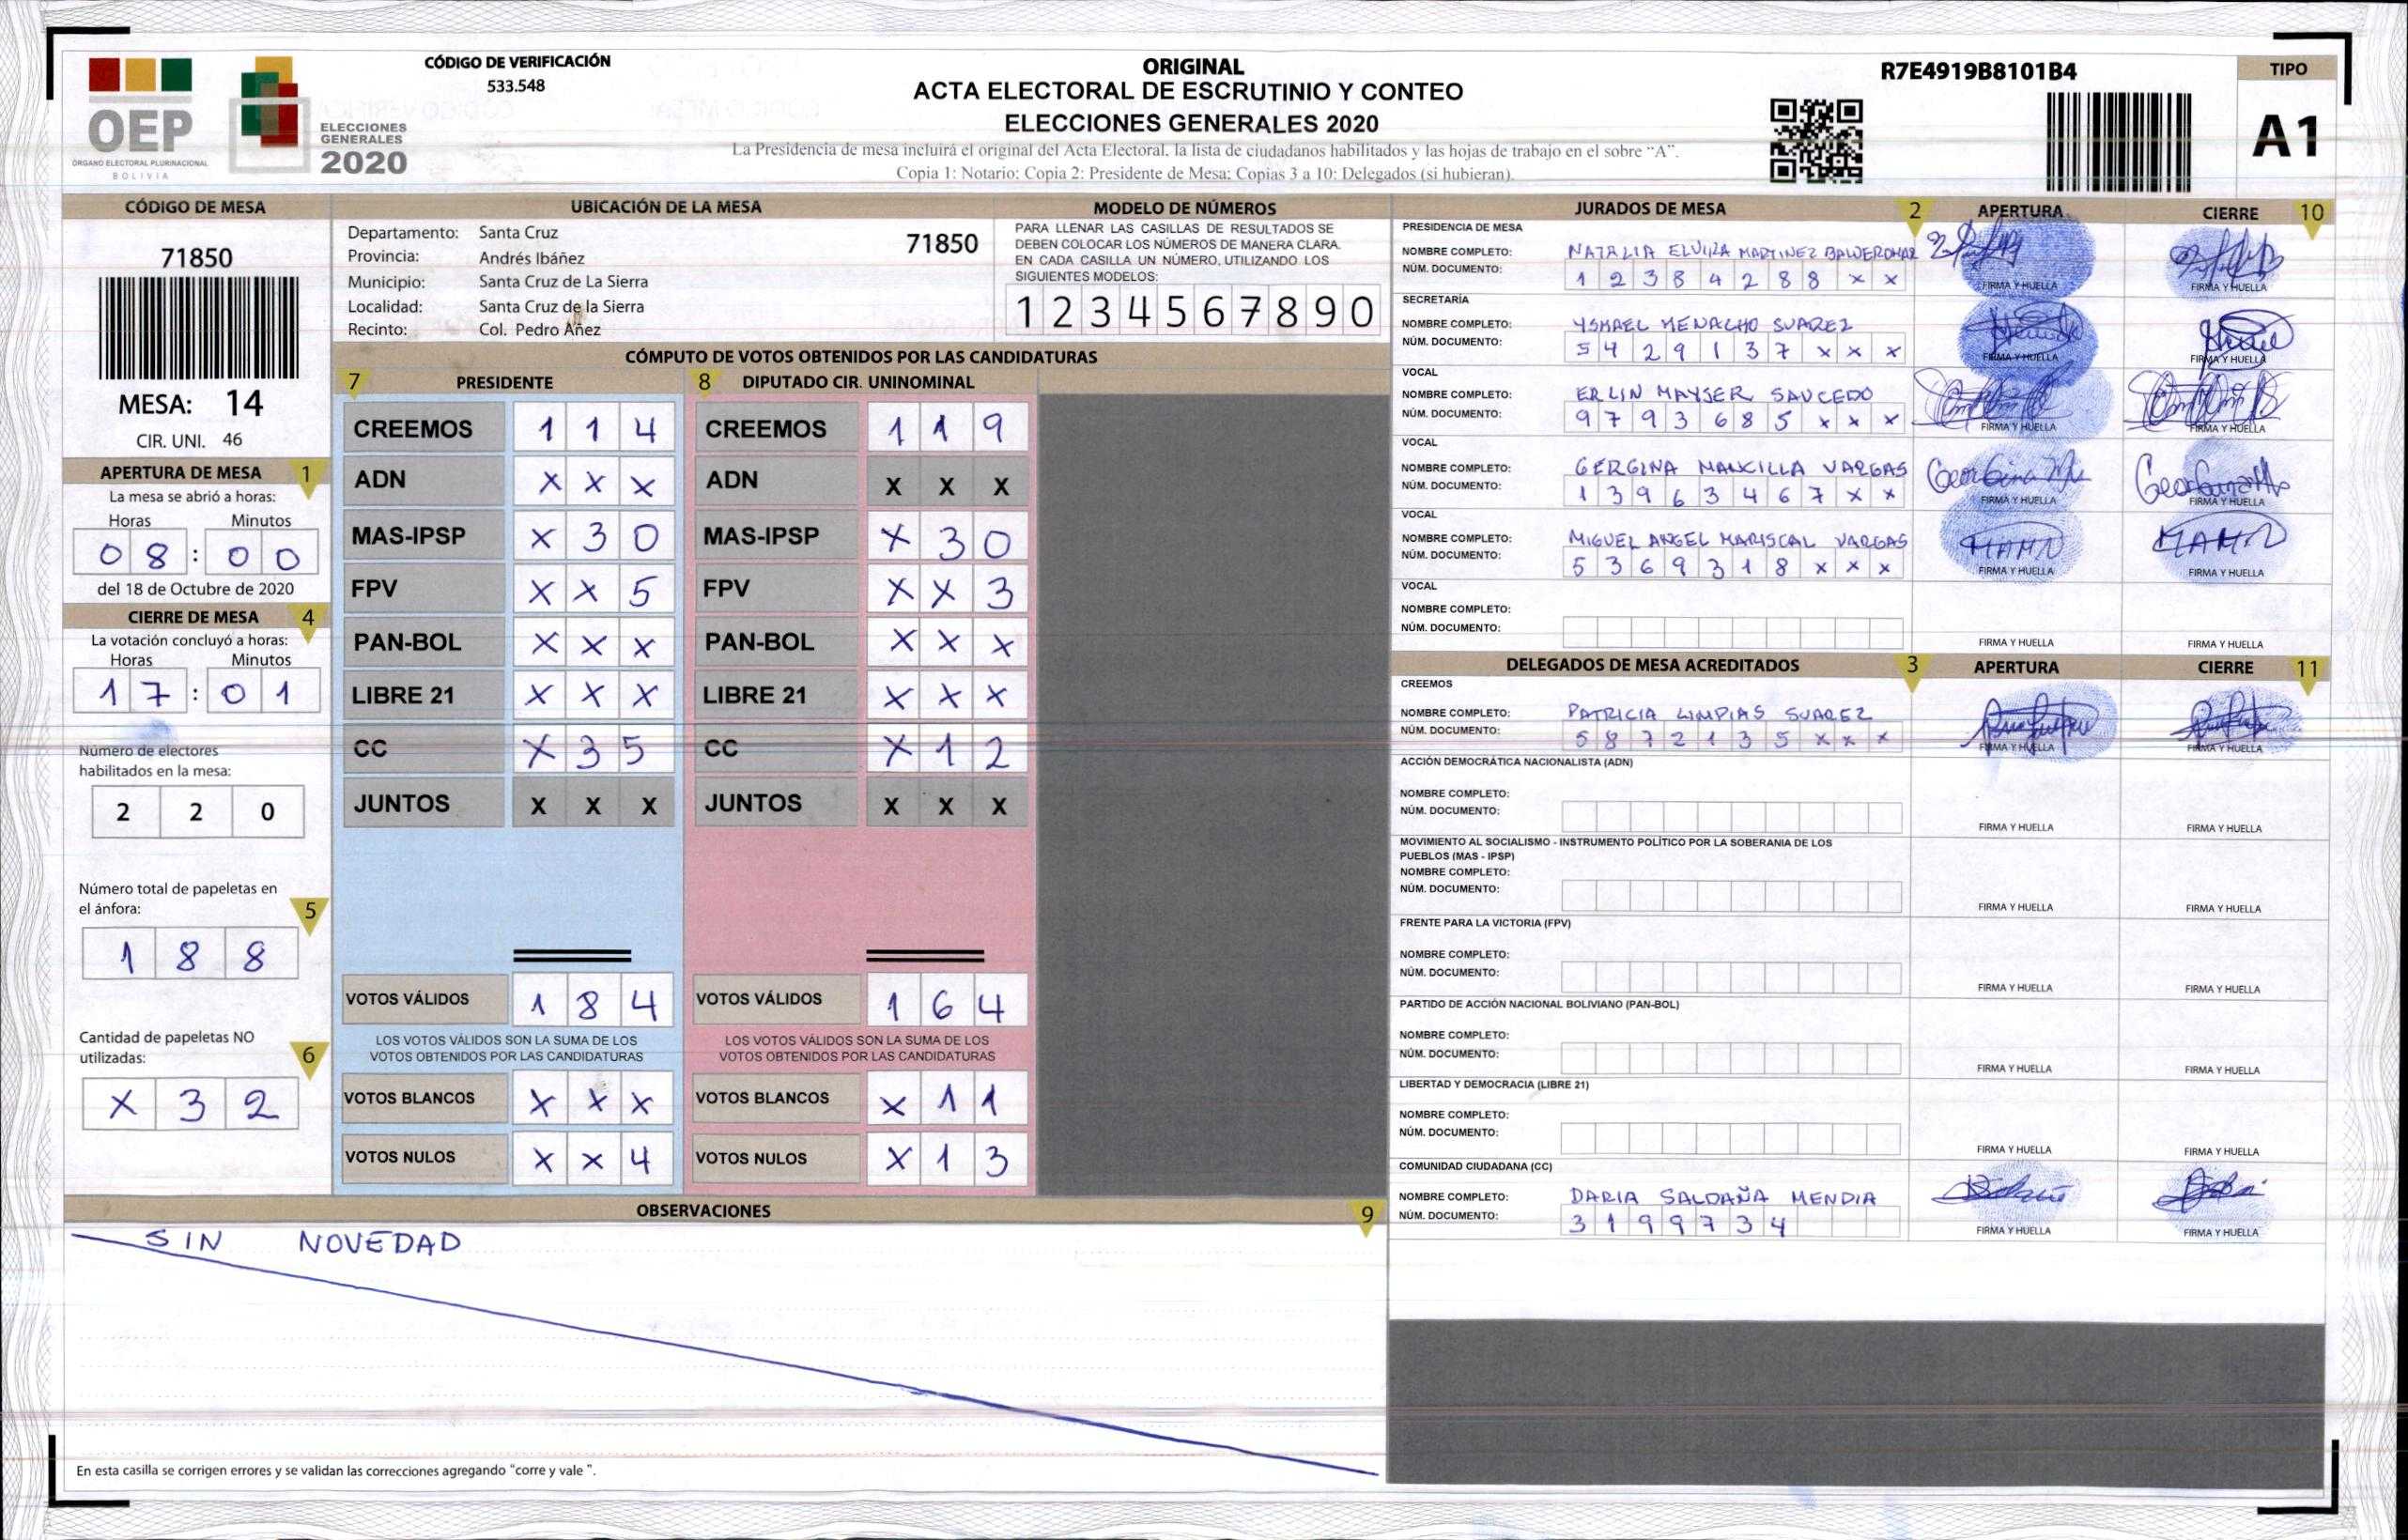 OEP
ÓRGANO ELECTORAL PLURINACIONAL
BOLIVIA
ELECCIONES
GENERALES
2020
CÓDIGO DE VERIFICACIÓN
533.548
ORIGINAL
ACTA ELECTORAL DE ESCRUTINIO Y CONTEO
ELECCIONES GENERALES 2020
La Presidencia de mesa incluirá el original del Acta Electoral, la lista de ciudadanos habilitados y las hojas de trabajo en el sobre "A".
Copia 1: Notario; Copia 2: Presidente de Mesa; Copias 3 a 10: Delegados (si hubieran).
R7E4919B8101B4
TIPO
A1
CÓDIGO DE MESA
71850
MESA: 14
CIR. UNI. 46
APERTURA DE MESA 1
La mesa se abrió a horas:
Horas Minutos
0 8 : 0 0
del 18 de Octubre de 2020
CIERRE DE MESA 4
La votación concluyó a horas:
Horas Minutos
1 7 : 0 1
Número de electores
habilitados en la mesa:
2 2 0
Número total de papeletas en
el ánfora:
5
1 8 8
Cantidad de papeletas NO
utilizadas:
6
X 3 2
UBICACIÓN DE LA MESA
Departamento: Santa Cruz
71850
Provincia: Andrés Ibáñez
Municipio: Santa Cruz de La Sierra
Localidad: Santa Cruz de la Sierra
Recinto: Col. Pedro Añez
MODELO DE NÚMEROS
PARA LLENAR LAS CASILLAS DE RESULTADOS SE
DEBEN COLOCAR LOS NÚMEROS DE MANERA CLARA.
EN CADA CASILLA UN NÚMERO, UTILIZANDO LOS
SIGUIENTES MODELOS:
1 2 3 4 5 6 7 8 9 0
CÓMPUTO DE VOTOS OBTENIDOS POR LAS CANDIDATURAS
7 PRESIDENTE 8 DIPUTADO CIR. UNINOMINAL
CREEMOS 1 1 4 CREEMOS 1 1 9
ADN X X X ADN X X X
MAS-IPSP X 3 0 MAS-IPSP X 3 0
FPV X X 5 FPV X X 3
PAN-BOL X X X PAN-BOL X X X
LIBRE 21 X X X LIBRE 21 X X X
CC X 3 5 CC X 1 2
JUNTOS X X X JUNTOS X X X
VOTOS VÁLIDOS 1 8 4 VOTOS VÁLIDOS 1 6 4
LOS VOTOS VÁLIDOS SON LA SUMA DE LOS LOS VOTOS VÁLIDOS SON LA SUMA DE LOS
VOTOS OBTENIDOS POR LAS CANDIDATURAS VOTOS OBTENIDOS POR LAS CANDIDATURAS
VOTOS BLANCOS X X X VOTOS BLANCOS X 1 1
VOTOS NULOS X X 4 VOTOS NULOS X 1 3
OBSERVACIONES 9
SIN NOVEDAD
En esta casilla se corrigen errores y se validan las correcciones agregando "corre y vale ".
JURADOS DE MESA 2 APERTURA CIERRE 10
PRESIDENCIA DE MESA
NOMBRE COMPLETO: NATALIA ELVIRA MARTINEZ
NÚM. DOCUMENTO: 1 2 3 8 4 2 8 8 X X
FIRMA Y HUELLA FIRMA Y HUELLA
SECRETARÍA
NOMBRE COMPLETO: YSMAEL MENACHO SUAREZ
NÚM. DOCUMENTO: 5 4 2 9 1 3 7 X X X
FIRMA Y HUELLA FIRMA Y HUELLA
VOCAL
NOMBRE COMPLETO: ERLIN MAYSER SAUCEDO
NÚM. DOCUMENTO: 9 7 9 3 6 8 5 X X X
FIRMA Y HUELLA FIRMA Y HUELLA
VOCAL
NOMBRE COMPLETO: GERGINA MANCILLA VARGAS
NÚM. DOCUMENTO: 1 3 9 6 3 4 6 7 X X
FIRMA Y HUELLA FIRMA Y HUELLA
VOCAL
NOMBRE COMPLETO: MIGUEL ANGEL MARISCAL VARGAS
NÚM. DOCUMENTO: 5 3 6 9 3 1 8 X X X
FIRMA Y HUELLA FIRMA Y HUELLA
VOCAL
NOMBRE COMPLETO:
NÚM. DOCUMENTO:
FIRMA Y HUELLA FIRMA Y HUELLA
DELEGADOS DE MESA ACREDITADOS 3 APERTURA CIERRE 11
CREEMOS
NOMBRE COMPLETO: PATRICIA LIMPIAS SUAREZ
NÚM. DOCUMENTO: 5 8 7 2 1 3 5 X X X
FIRMA Y HUELLA FIRMA Y HUELLA
ACCIÓN DEMOCRÁTICA NACIONALISTA (ADN)
NOMBRE COMPLETO:
NÚM. DOCUMENTO:
FIRMA Y HUELLA FIRMA Y HUELLA
MOVIMIENTO AL SOCIALISMO - INSTRUMENTO POLÍTICO POR LA SOBERANIA DE LOS
PUEBLOS (MAS - IPSP)
NOMBRE COMPLETO:
NÚM. DOCUMENTO:
FIRMA Y HUELLA FIRMA Y HUELLA
FRENTE PARA LA VICTORIA (FPV)
NOMBRE COMPLETO:
NÚM. DOCUMENTO:
FIRMA Y HUELLA FIRMA Y HUELLA
PARTIDO DE ACCIÓN NACIONAL BOLIVIANO (PAN-BOL)
NOMBRE COMPLETO:
NÚM. DOCUMENTO:
FIRMA Y HUELLA FIRMA Y HUELLA
LIBERTAD Y DEMOCRACIA (LIBRE 21)
NOMBRE COMPLETO:
NÚM. DOCUMENTO:
FIRMA Y HUELLA FIRMA Y HUELLA
COMUNIDAD CIUDADANA (CC)
NOMBRE COMPLETO: DARIA SALDAÑA MENDIA
NÚM. DOCUMENTO: 3 1 9 9 7 3 4
FIRMA Y HUELLA FIRMA Y HUELLA